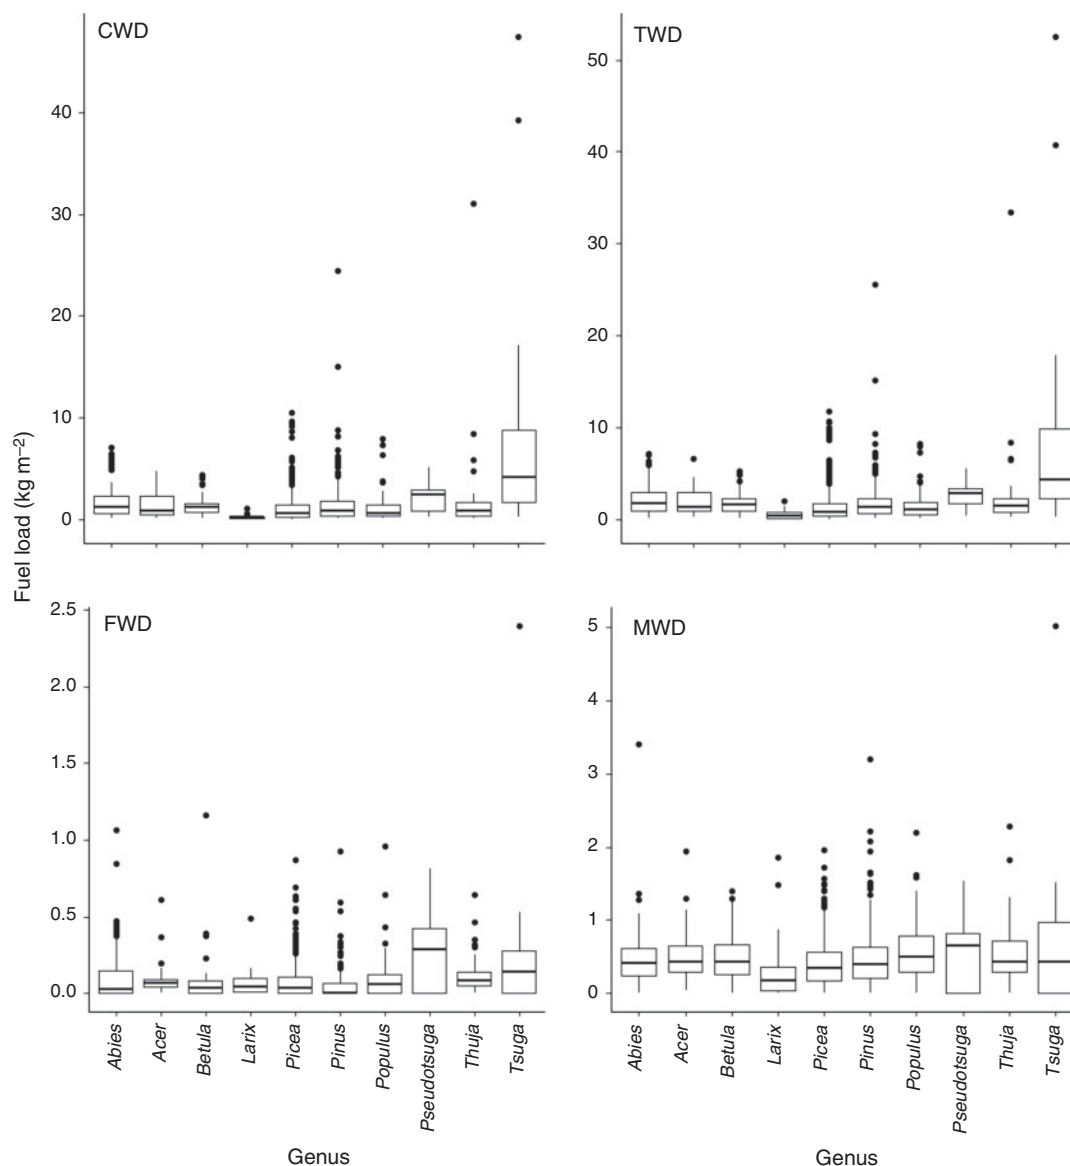 CWD
TWD
40
30
20
10
0
50
40
30
20
10
0
Fuel load (kg m−2)
FWD
MWD
2.5
2.0
1.5
1.0
0.5
0.0
5
4
3
2
1
0
Abies
Acer
Betula
Larix
Picea
Pinus
Populus
Pseudotsuga
Thuja
Tsuga
Abies
Acer
Betula
Larix
Picea
Pinus
Populus
Pseudotsuga
Thuja
Tsuga
Genus
Genus